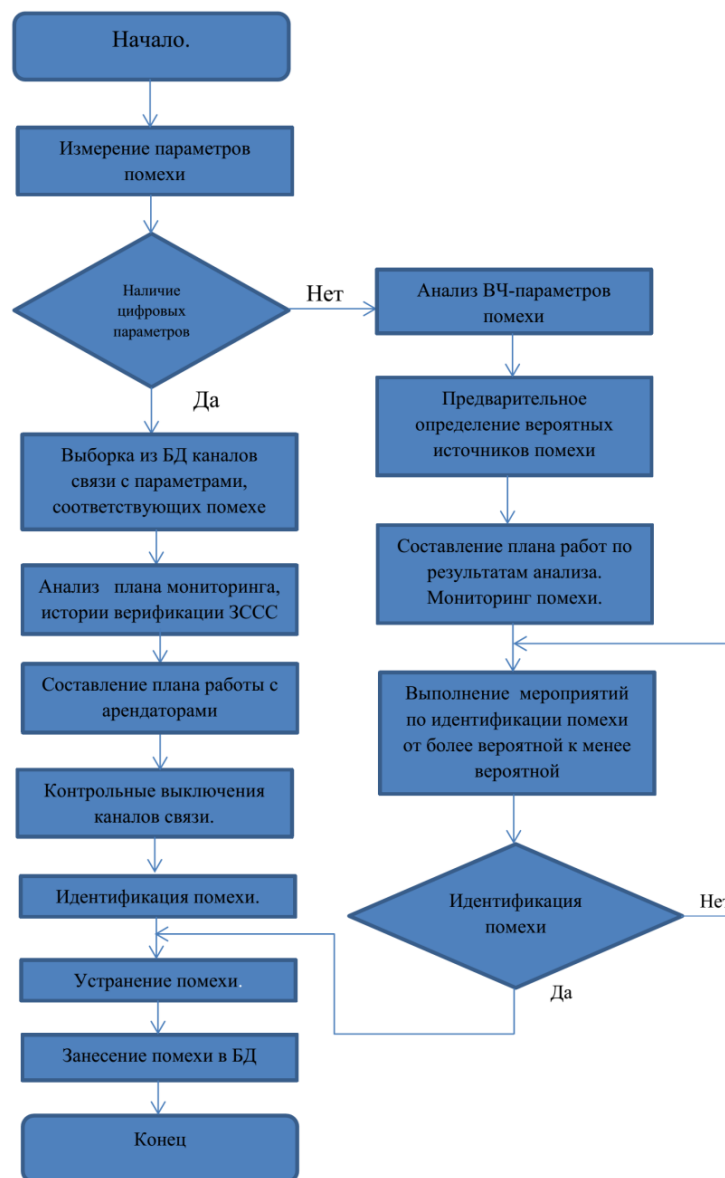 Начало.
Измерение параметров
помехи
Наличие
цифровых
параметров
Нет
Да
Анализ ВЧ-параметров
помехи.
Предварительное
определение вероятных
источников помехи
Составление плана работ по
результатам анализа.
Мониторинг помехи.
Выполнение мероприятий
по идентификации помехи
от более вероятной к менее
вероятной
Идентификация
помехи
Нет
Да
Выборка из БД каналов
связи с параметрами,
соответствующих помехе
Анализ плана мониторинга,
истории верификации ЗССС
Составление плана работы с
арендаторами
Контрольные выключения
каналов связи.
Идентификация помехи.
Устранение помехи.
Занесение помехи в БД
Конец